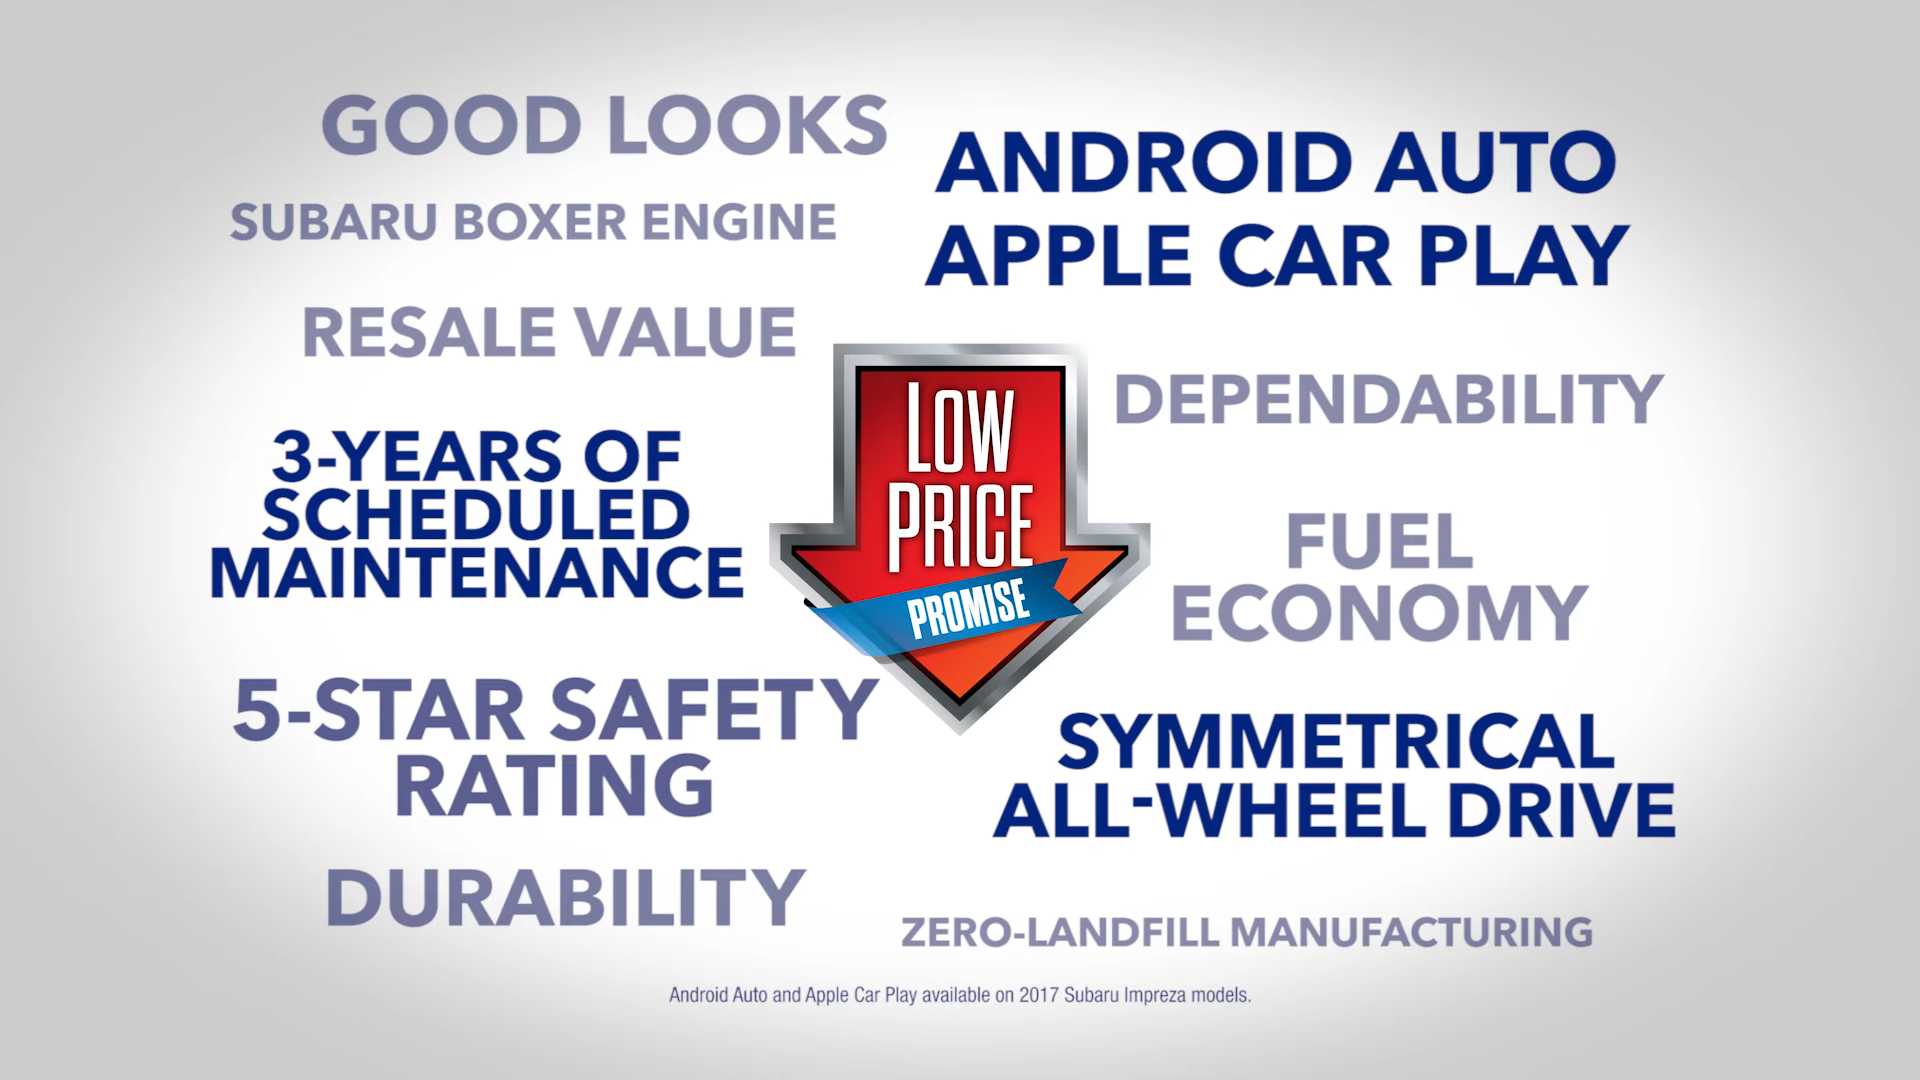 GOOD LOOKS
SUBARU BOXER ENGINE
RESALE VALUE
3-YEARS OF
SCHEDULED
MAINTENANCE
5-STAR SAFETY
RATING
DURABILITY
LOW
PRICE
PROMISE
ANDROID AUTO
APPLE CAR PLAY
DEPENDABILITY
FUEL
ECONOMY
SYMMETRICAL
ALL-WHEEL DRIVE
ZERO-LANDFILL MANUFACTURING
Android Auto and Apple Car Play available on 2017 Subaru Impreza models.